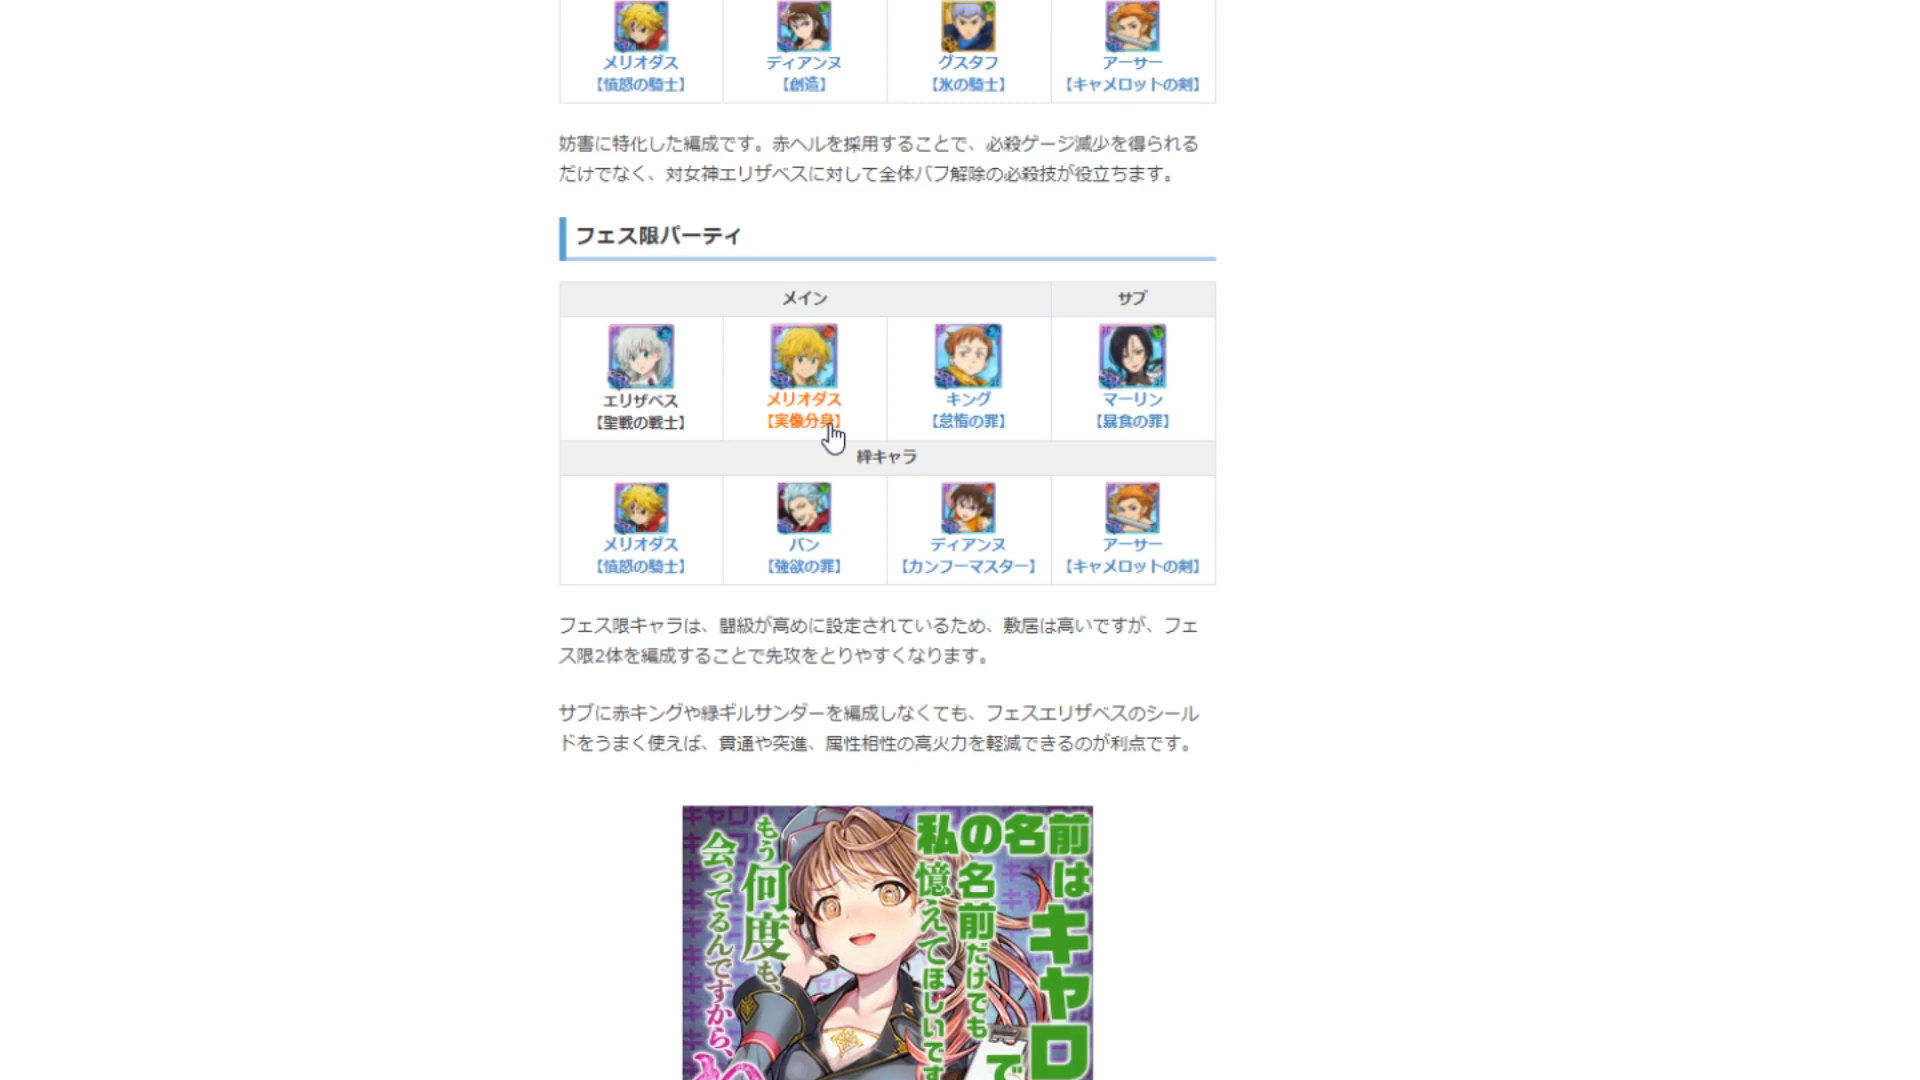 メリオダス
【憤怒の騎士】
ディアンヌ
【創造】
グスタフ
【氷の騎士】
アーサー
【キャメロットの剣】
妨害に特化した編成です。赤ヘルを採用することで、必殺ゲージ減少を得られる
だけでなく、対女神エリザベスに対して全体バフ解除の必殺技が役立ちます。
フェス限パーティ
メイン
サブ
エリザベス
【聖戦の戦士】
メリオダス
【実像分身】
キング
【怠惰の罪】
マーリン
【暴食の罪】
絆キャラ
メリオダス
【憤怒の騎士】
バン
【強欲の罪】
ディアンヌ
【カンフーマスター】
アーサー
【キャメロットの剣】
フェス限キャラは、闘級が高めに設定されているため、敷居は高いですが、フェ
ス限2体を編成することで先攻をとりやすくなります。
サブに赤キングや緑ギルサンダーを編成しなくても、フェスエリザベスのシール
ドをうまく使えば、貫通や突進、属性相性の高火力を軽減できるのが利点です。
私の名前
はキャロ
で
名前だけでも
憶えてほしいです
もう何度も、
会ってるんですから、